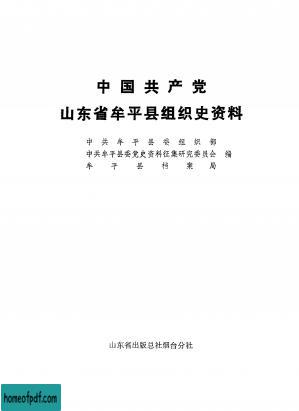 中国共产党
山东省牟平县组织史资料
中共牟平县委组织部
中共牟平县委党史资料征集研究委员会 编
牟平县档案局
山东省出版总社烟台分社
homeofpdf.com